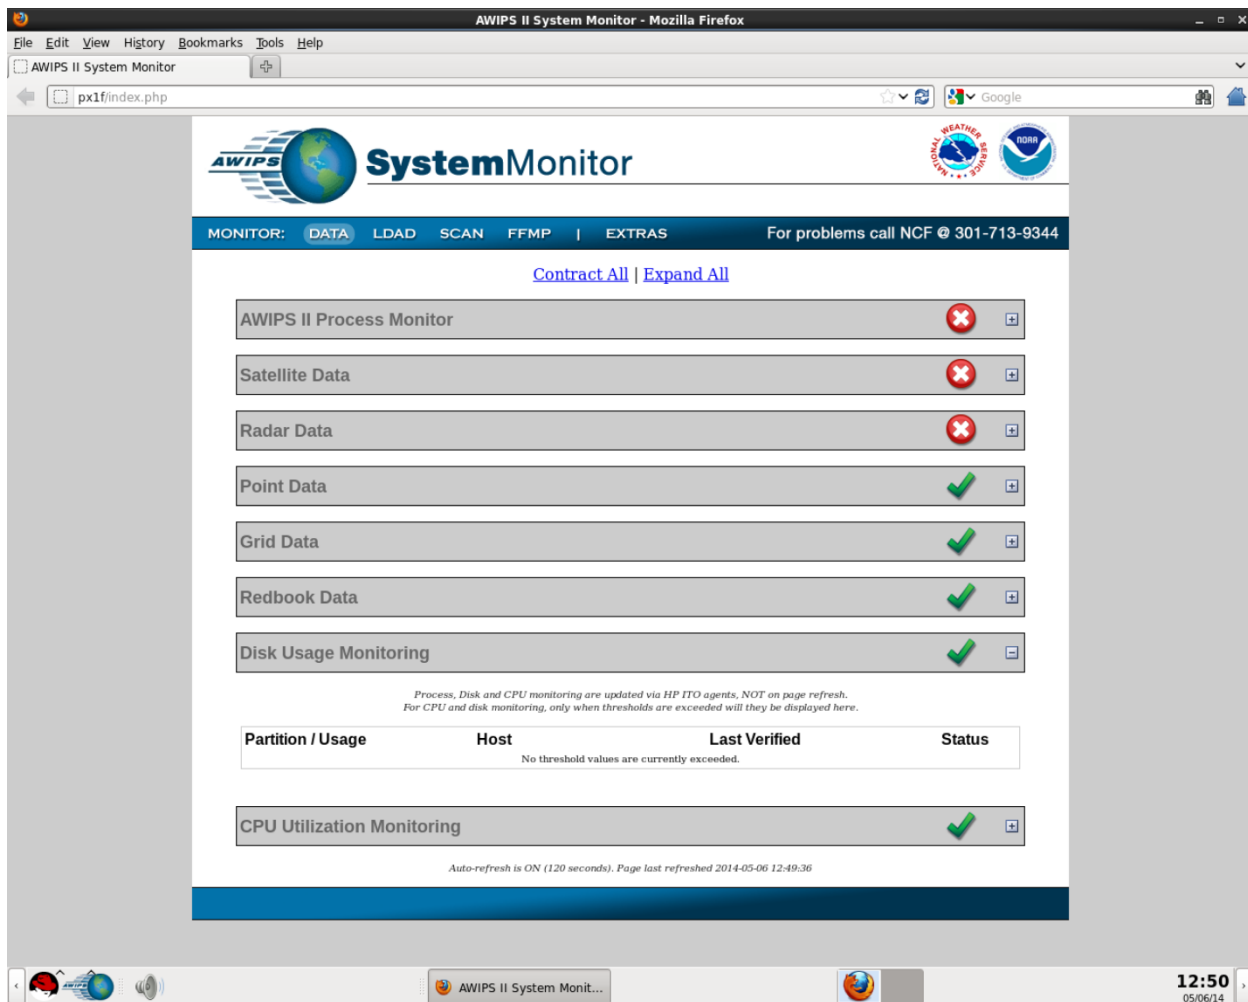 AWIPS II System Monitor - Mozilla Firefox
File Edit View History Bookmarks Tools Help
AWIPS II System Monitor
px1f/index.php
Google
AWIPS
SystemMonitor
NATIONAL WEATHER SERVICE
NOAA
MONITOR: DATA LDAD SCAN FFMP | EXTRAS For problems call NCF @ 301-713-9344
Contract All | Expand All
AWIPS II Process Monitor
Satellite Data
Radar Data
Point Data
Grid Data
Redbook Data
Disk Usage Monitoring
Process, Disk and CPU monitoring are updated via HP ITO agents, NOT on page refresh.
For CPU and disk monitoring, only when thresholds are exceeded will they be displayed here.
Partition / Usage Host Last Verified Status
No threshold values are currently exceeded.
CPU Utilization Monitoring
Auto-refresh is ON (120 seconds). Page last refreshed 2014-05-06 12:49:36
AWIPS II System Monit...
12:50
05/06/14